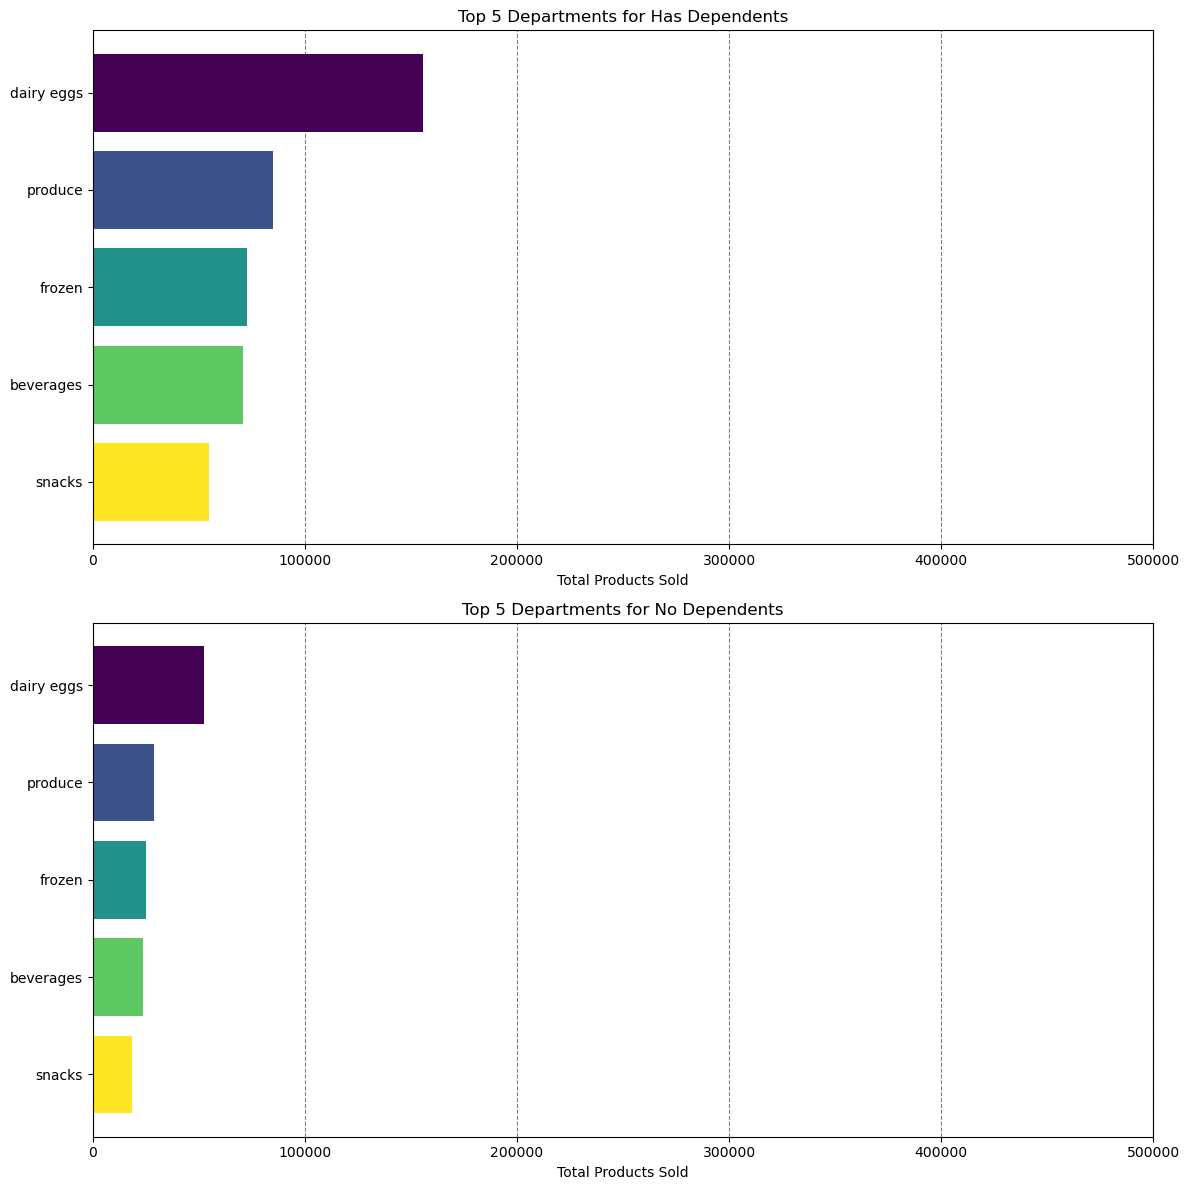 Top 5 Departments for Has Dependents
dairy eggs
produce
frozen
beverages
snacks
0 100000 200000 300000 400000 500000
Total Products Sold
Top 5 Departments for No Dependents
dairy eggs
produce
frozen
beverages
snacks
0 100000 200000 300000 400000 500000
Total Products Sold